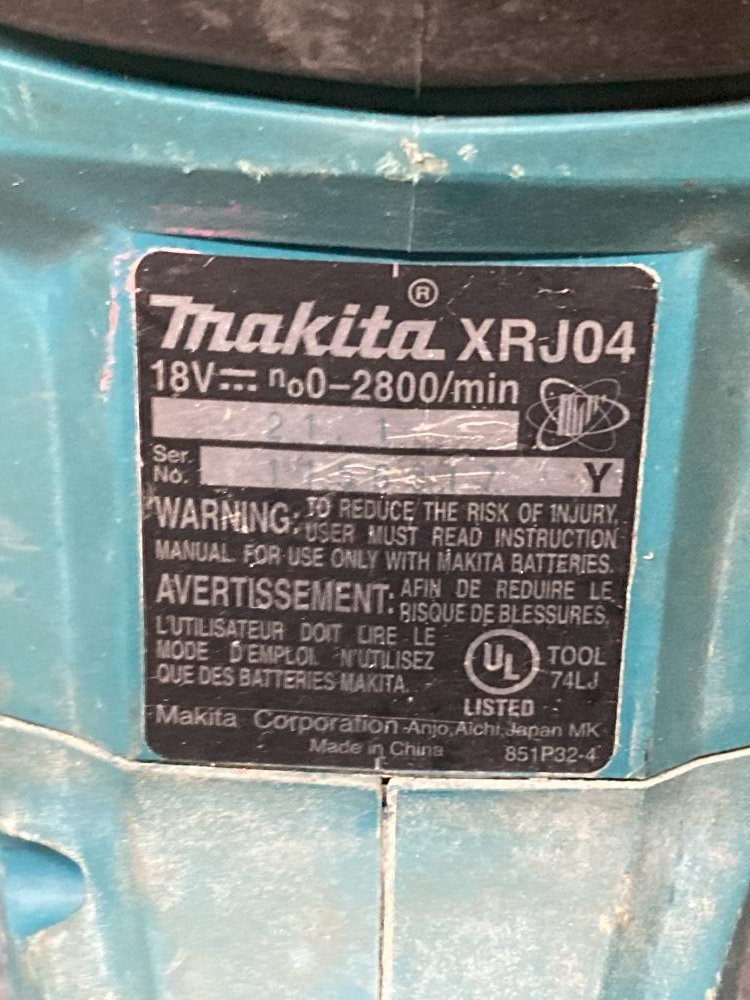 ® 
Makita XRJ04
18V⎓ no0–2800/min
21. 1
Ser.
No. Y
WARNING: TO REDUCE THE RISK OF INJURY,
USER MUST READ INSTRUCTION
MANUAL. FOR USE ONLY WITH MAKITA BATTERIES.
AVERTISSEMENT: AFIN DE REDUIRE LE
RISQUE DE BLESSURES,
L'UTILISATEUR DOIT LIRE LE
MODE D'EMPLOI. N'UTILISEZ
QUE DES BATTERIES MAKITA.
UL TOOL
74LJ
LISTED
Makita Corporation Anjo, Aichi, Japan MK
Made in China 851P32-4